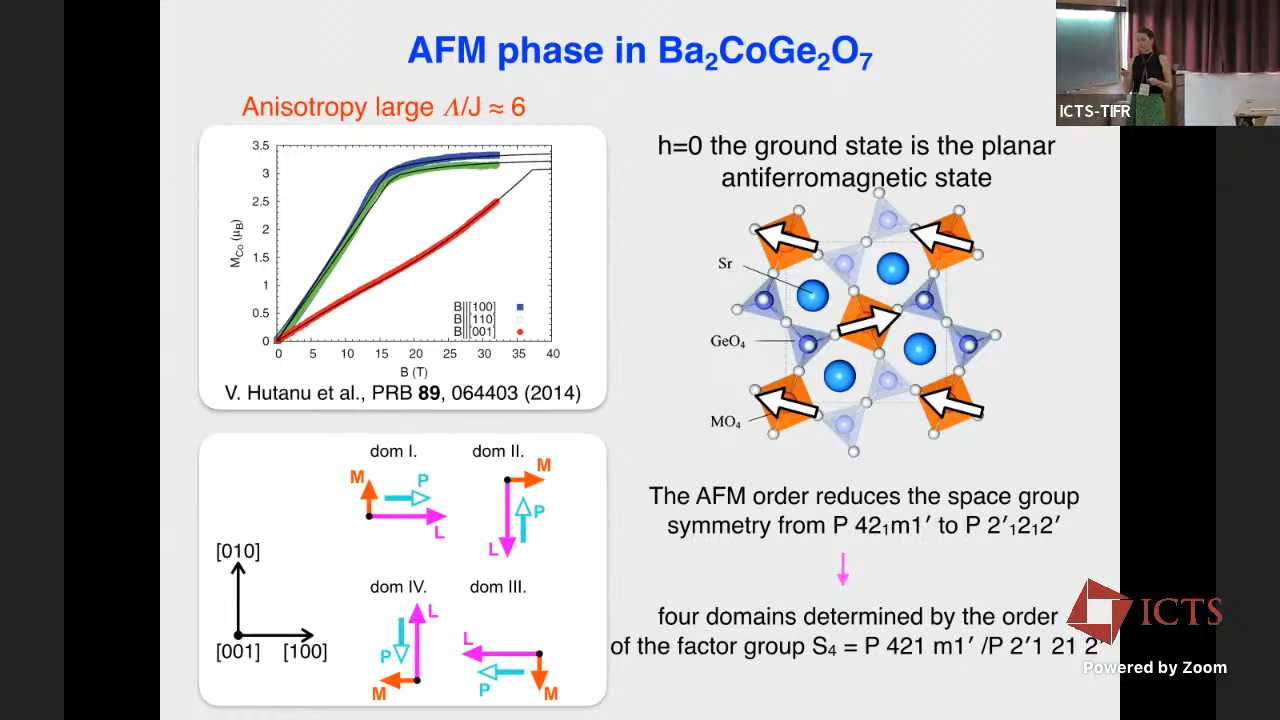 AFM phase in Ba₂CoGe₂O₇
Anisotropy large Λ/J ≈ 6
3.5
3
2.5
2
1.5
1
0.5
0
M_Co (μ_B)
B||[100]
B||[110]
B||[001]
0 5 10 15 20 25 30 35 40
B (T)
V. Hutanu et al., PRB 89, 064403 (2014)
h=0 the ground state is the planar
antiferromagnetic state
Sr
GeO₄
MO₄
dom I.
M
P
L
dom II.
M
P
L
dom IV.
L
P
M
dom III.
L
P
M
[010]
[001] [100]
The AFM order reduces the space group
symmetry from P 42₁m1′ to P 2′₁2₁2′
four domains determined by the order
of the factor group S₄ = P 421 m1′ /P 2′1 21 2
ICTS-TIFR
ICTS
Powered by Zoom